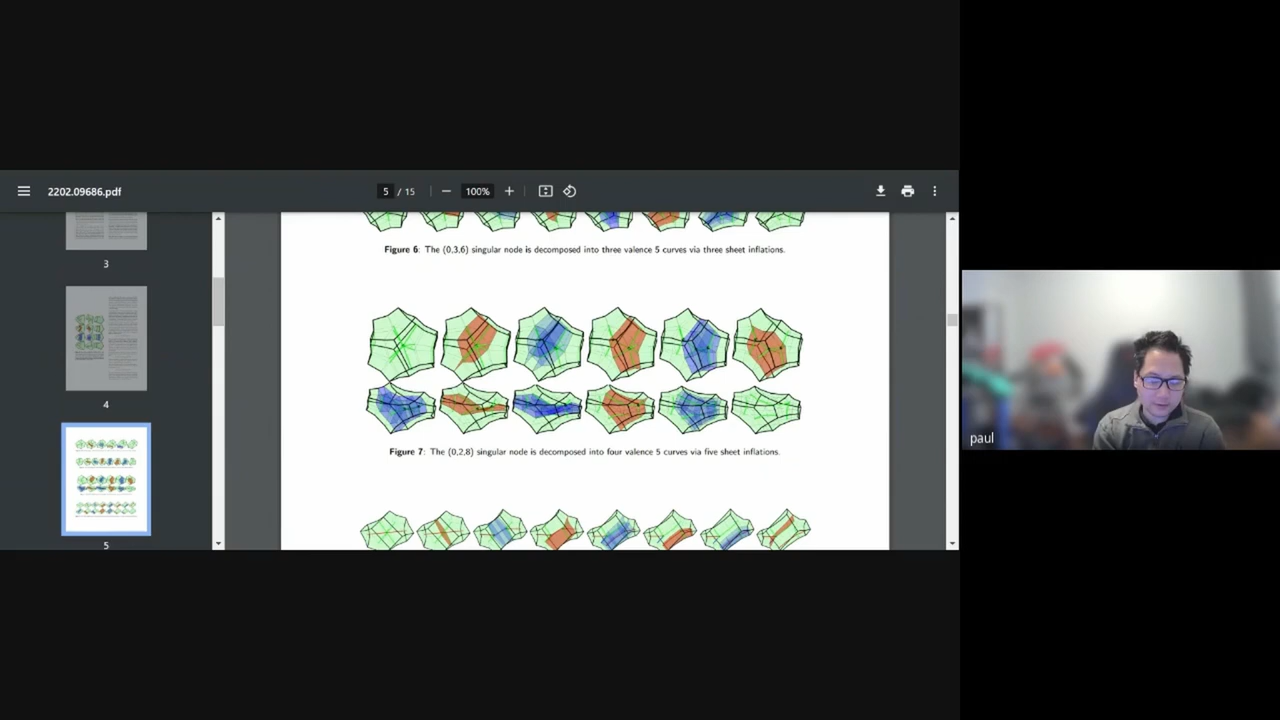 2202.09686.pdf
5 / 15
100%
3
4
5
Figure 6: The (0,3,6) singular node is decomposed into three valence 5 curves via three sheet inflations.
Figure 7: The (0,2,8) singular node is decomposed into four valence 5 curves via five sheet inflations.
paul